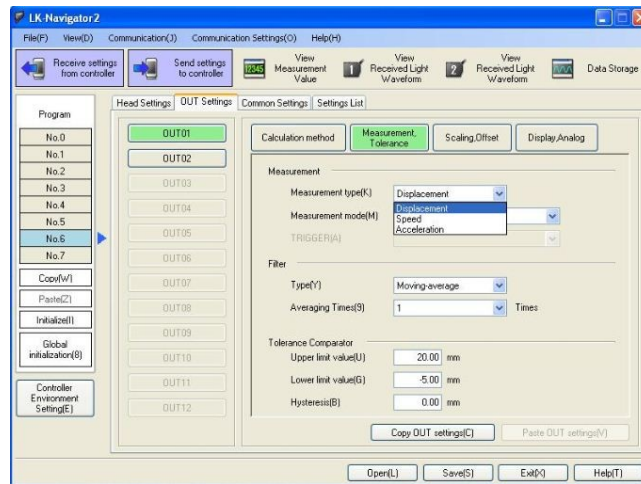 LK-Navigator2
File(F) View(D) Communication(J) Communication Settings(O) Help(H)
Receive settings from controller
Send settings to controller
12345 View Measurement Value
1 View Received Light Waveform
2 View Received Light Waveform
Data Storage
Head Settings OUT Settings Common Settings Settings List
Program
No.0
No.1
No.2
No.3
No.4
No.5
No.6
No.7
Copy(W)
Paste(Z)
Initialize(I)
Global initialization(8)
Controller Environment Setting(E)
OUT01
OUT02
OUT03
OUT04
OUT05
OUT06
OUT07
OUT08
OUT09
OUT10
OUT11
OUT12
Calculation method Measurement, Tolerance Scaling,Offset Display,Analog
Measurement
Measurement type(K) Displacement
Displacement
Speed
Acceleration
Measurement mode(M)
TRIGGER(A)
Filter
Type(Y) Moving-average
Averaging Times(9) 1 Times
Tolerance Comparator
Upper limit value(U) 20.00 mm
Lower limit value(G) -5.00 mm
Hysteresis(B) 0.00 mm
Copy OUT settings(C) Paste OUT settings(V)
Open(L) Save(S) Exit(X) Help(T)